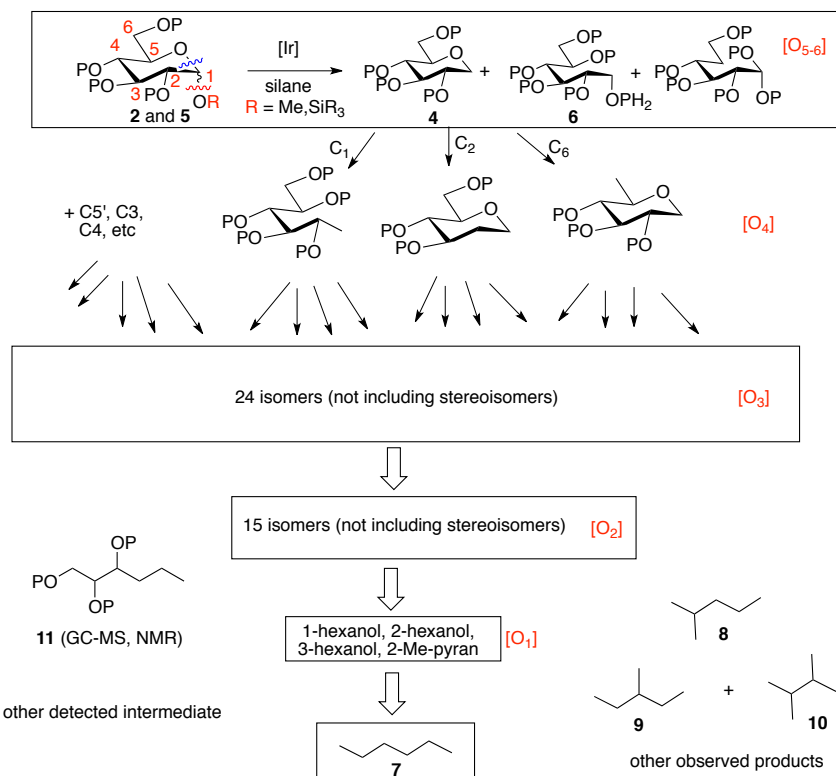 6
OP
4
5
O
[Ir]
OP
OP
OP
[O5-6]
PO
PO
2
1
O
+
OP
+
PO
PO
PO
3
PO
silane
PO
PO
PO
PO
PO
PO
O
OR
R = Me,SiR3
PO
PO
OPH2
PO
OP
2 and 5
4
6
C1
C2
C6
OP
OP
+ C5', C3,
C4, etc
OP
O
O
[O4]
PO
PO
PO
PO
PO
PO
PO
PO
24 isomers (not including stereoisomers)
[O3]
15 isomers (not including stereoisomers)
[O2]
OP
PO
OP
11 (GC-MS, NMR)
1-hexanol, 2-hexanol,
3-hexanol, 2-Me-pyran
[O1]
8
other detected intermediate
+
9
10
7
other observed products